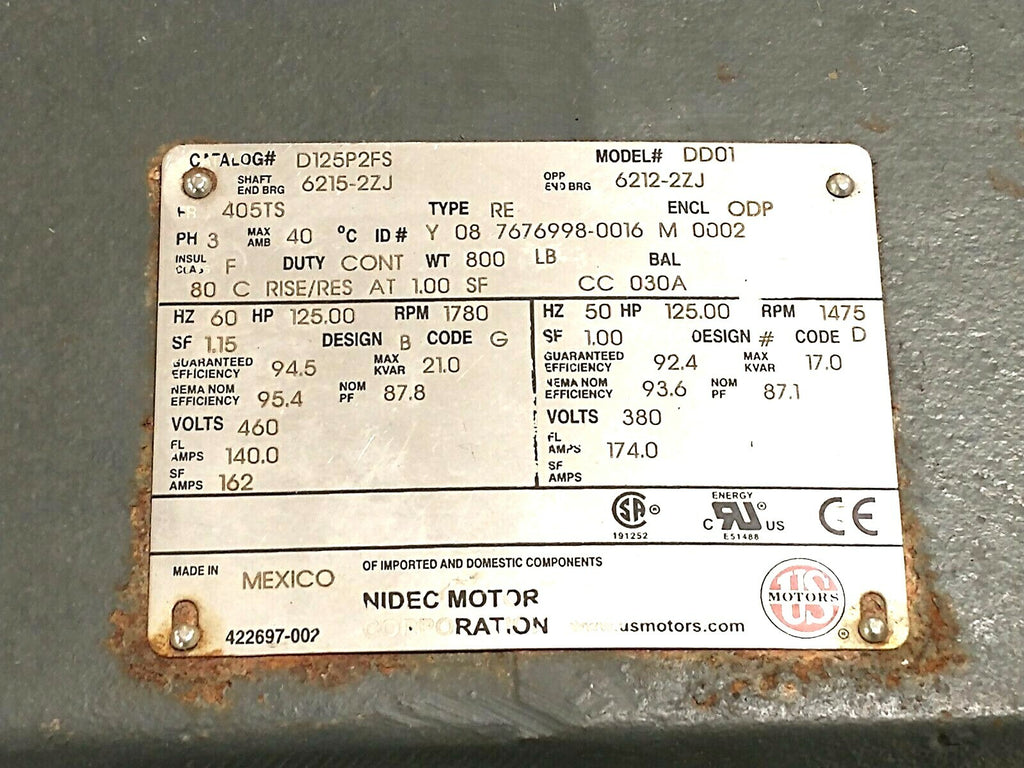 CATALOG# D125P2FS MODEL# DD01
SHAFT END BRG 6215-2ZJ OPP END BRG 6212-2ZJ
405TS TYPE RE ENCL ODP
PH 3 MAX AMB 40 °C ID# Y 08 7676998-0016 M 0002
INSUL CLAS F DUTY CONT WT 800 LB BAL
80 C RISE/RES AT 1.00 SF CC 030A
HZ 60 HP 125.00 RPM 1780
SF 1.15 DESIGN B CODE G
GUARANTEED EFFICIENCY 94.5 MAX KVAR 21.0
NEMA NOM EFFICIENCY 95.4 NOM PF 87.8
VOLTS 460
FL AMPS 140.0
SF AMPS 162
HZ 50 HP 125.00 RPM 1475
SF 1.00 DESIGN # CODE D
GUARANTEED EFFICIENCY 92.4 MAX KVAR 17.0
NEMA NOM EFFICIENCY 93.6 NOM PF 87.1
VOLTS 380
FL AMPS 174.0
SF AMPS
SA ®
191252
ENERGY
C RU ® US
E51488
CE
MADE IN MEXICO OF IMPORTED AND DOMESTIC COMPONENTS
NIDEC MOTOR
CORPORATION www.usmotors.com
422697-002
US
MOTORS
®